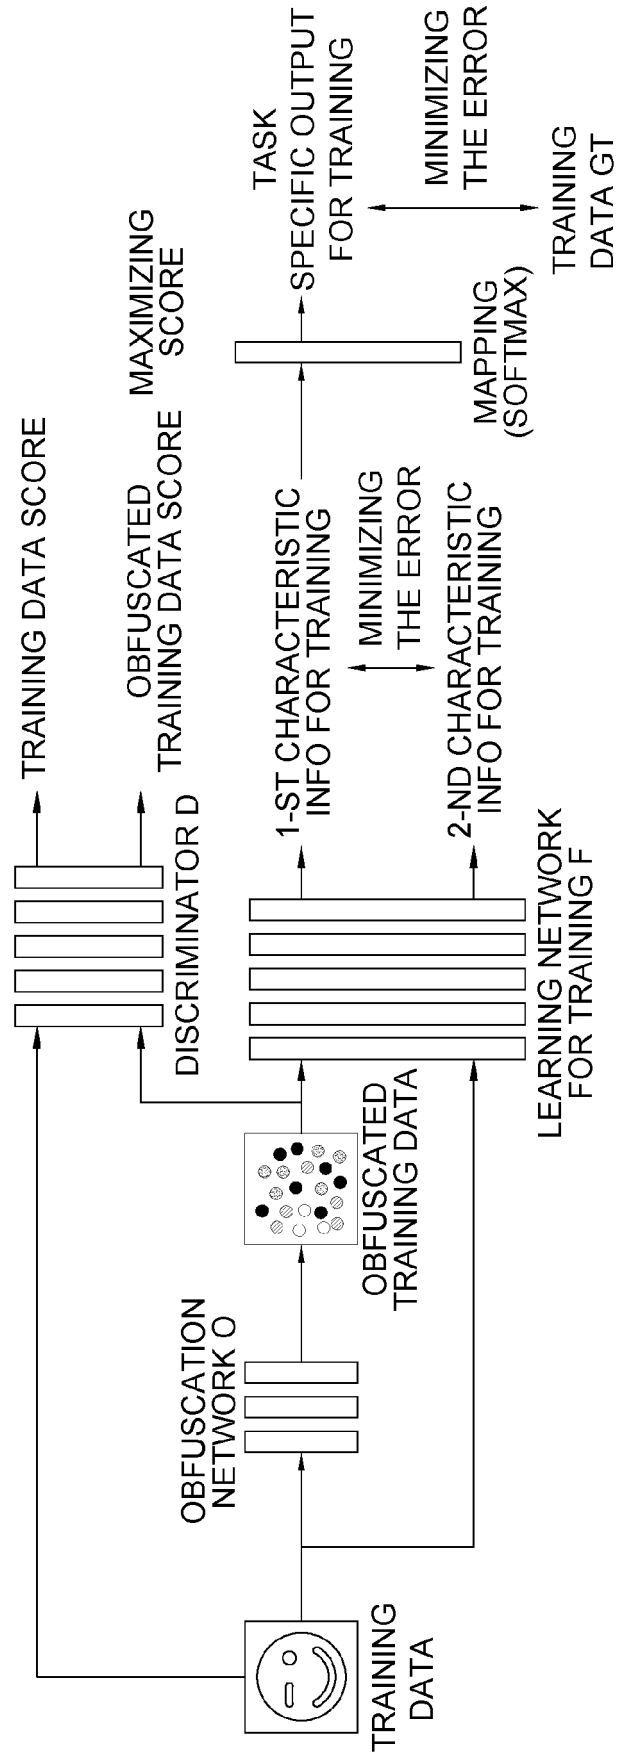 TRAINING DATA SCORE
OBFUSCATED
TRAINING DATA SCORE
MAXIMIZING
SCORE
DISCRIMINATOR D
OBFUSCATION
NETWORK O
TRAINING
DATA
OBFUSCATED
TRAINING DATA
1-ST CHARACTERISTIC
INFO FOR TRAINING
MINIMIZING
THE ERROR
2-ND CHARACTERISTIC
INFO FOR TRAINING
LEARNING NETWORK
FOR TRAINING F
MAPPING
(SOFTMAX)
TASK
SPECIFIC OUTPUT
FOR TRAINING
MINIMIZING
THE ERROR
TRAINING
DATA GT